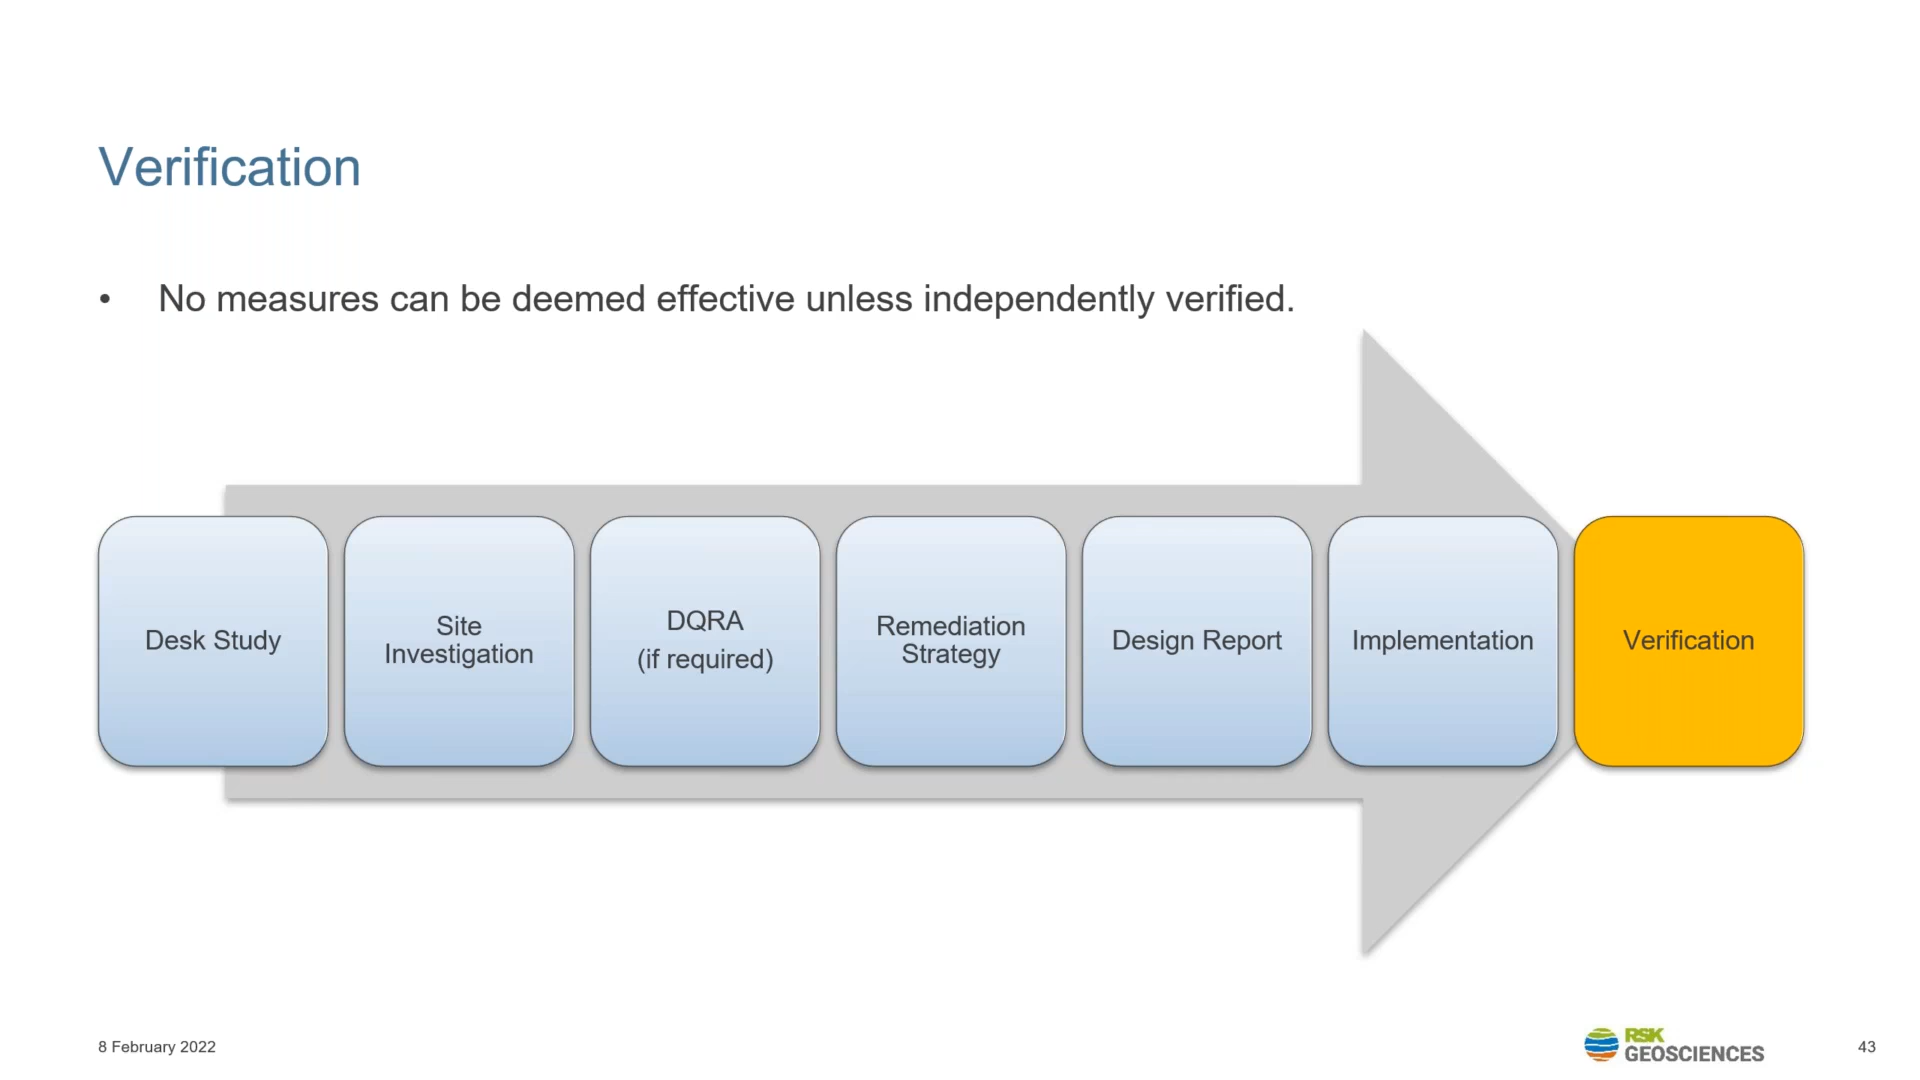 Verification
• No measures can be deemed effective unless independently verified.
Desk Study
Site
Investigation
DQRA
(if required)
Remediation
Strategy
Design Report
Implementation
Verification
8 February 2022
RSK
GEOSCIENCES
43